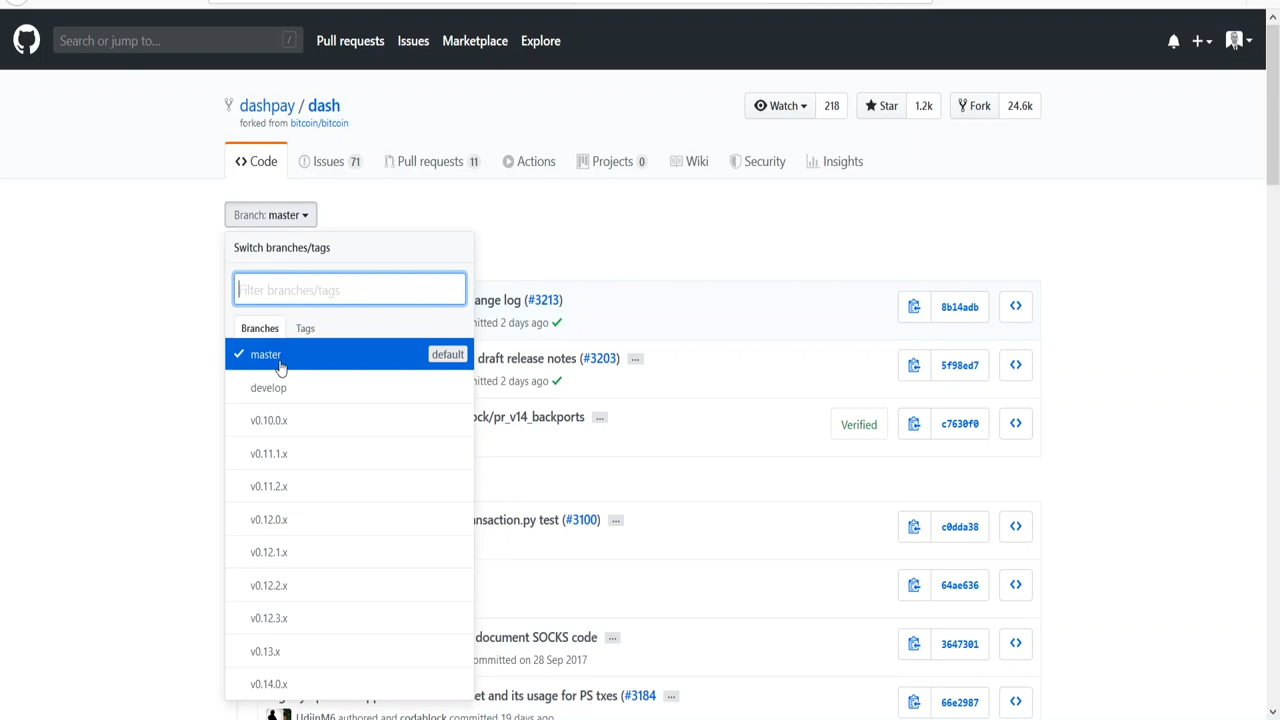 Search or jump to... / Pull requests Issues Marketplace Explore
dashpay / dash
forked from bitcoin/bitcoin
Watch 218 Star 1.2k Fork 24.6k
Code Issues 71 Pull requests 11 Actions Projects 0 Wiki Security Insights
Branch: master
Switch branches/tags
Filter branches/tags
Branches Tags
master default
develop
v0.10.0.x
v0.11.1.x
v0.11.2.x
v0.12.0.x
v0.12.1.x
v0.12.2.x
v0.12.3.x
v0.13.x
v0.14.0.x
ange log (#3213)
itted 2 days ago
8b14adb
draft release notes (#3203) ...
itted 2 days ago
5f98ed7
ck/pr_v14_backports ...
Verified c7630f0
nsaction.py test (#3100) ...
c0dda38
64ae636
document SOCKS code ...
ommitted on 28 Sep 2017
3647301
et and its usage for PS txes (#3184 ...
66e2987
UdjinM6 authored and codablock committed 19 days ago